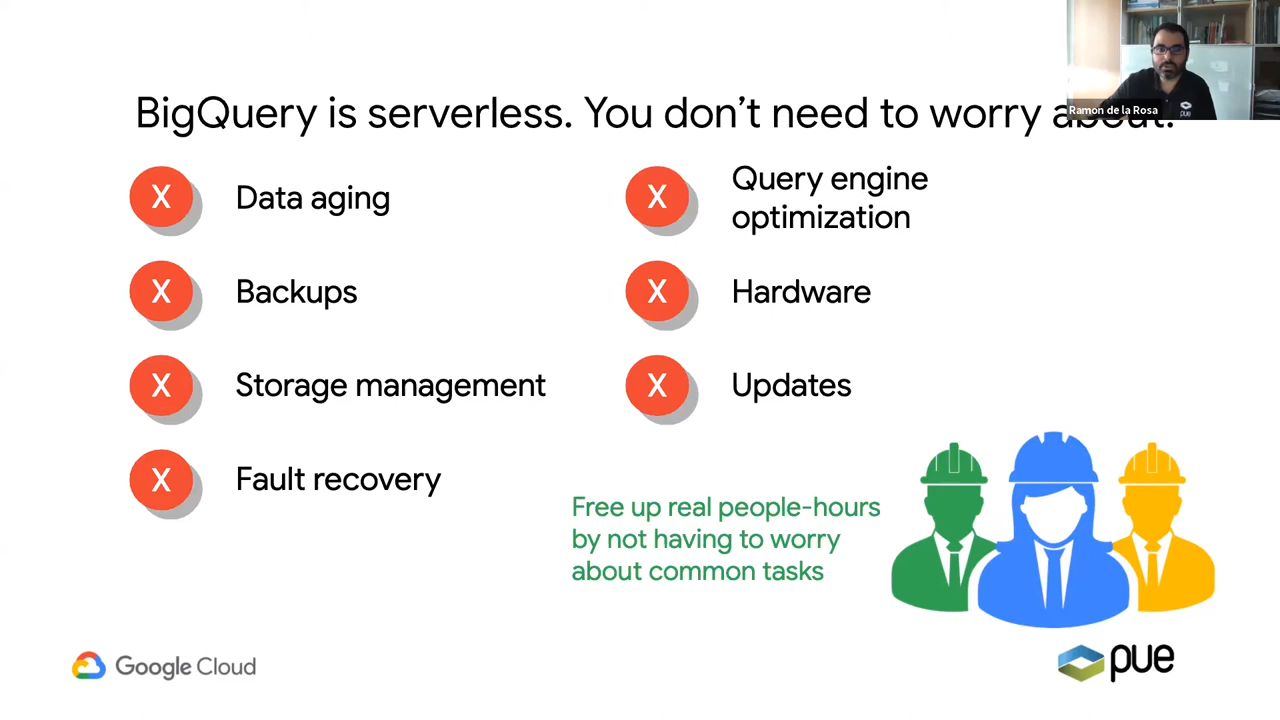 Ramon de la Rosa
pue
BigQuery is serverless. You don't need to worry about:
X Data aging
X Backups
X Storage management
X Fault recovery
X Query engine
optimization
X Hardware
X Updates
Free up real people-hours
by not having to worry
about common tasks
Google Cloud
pue